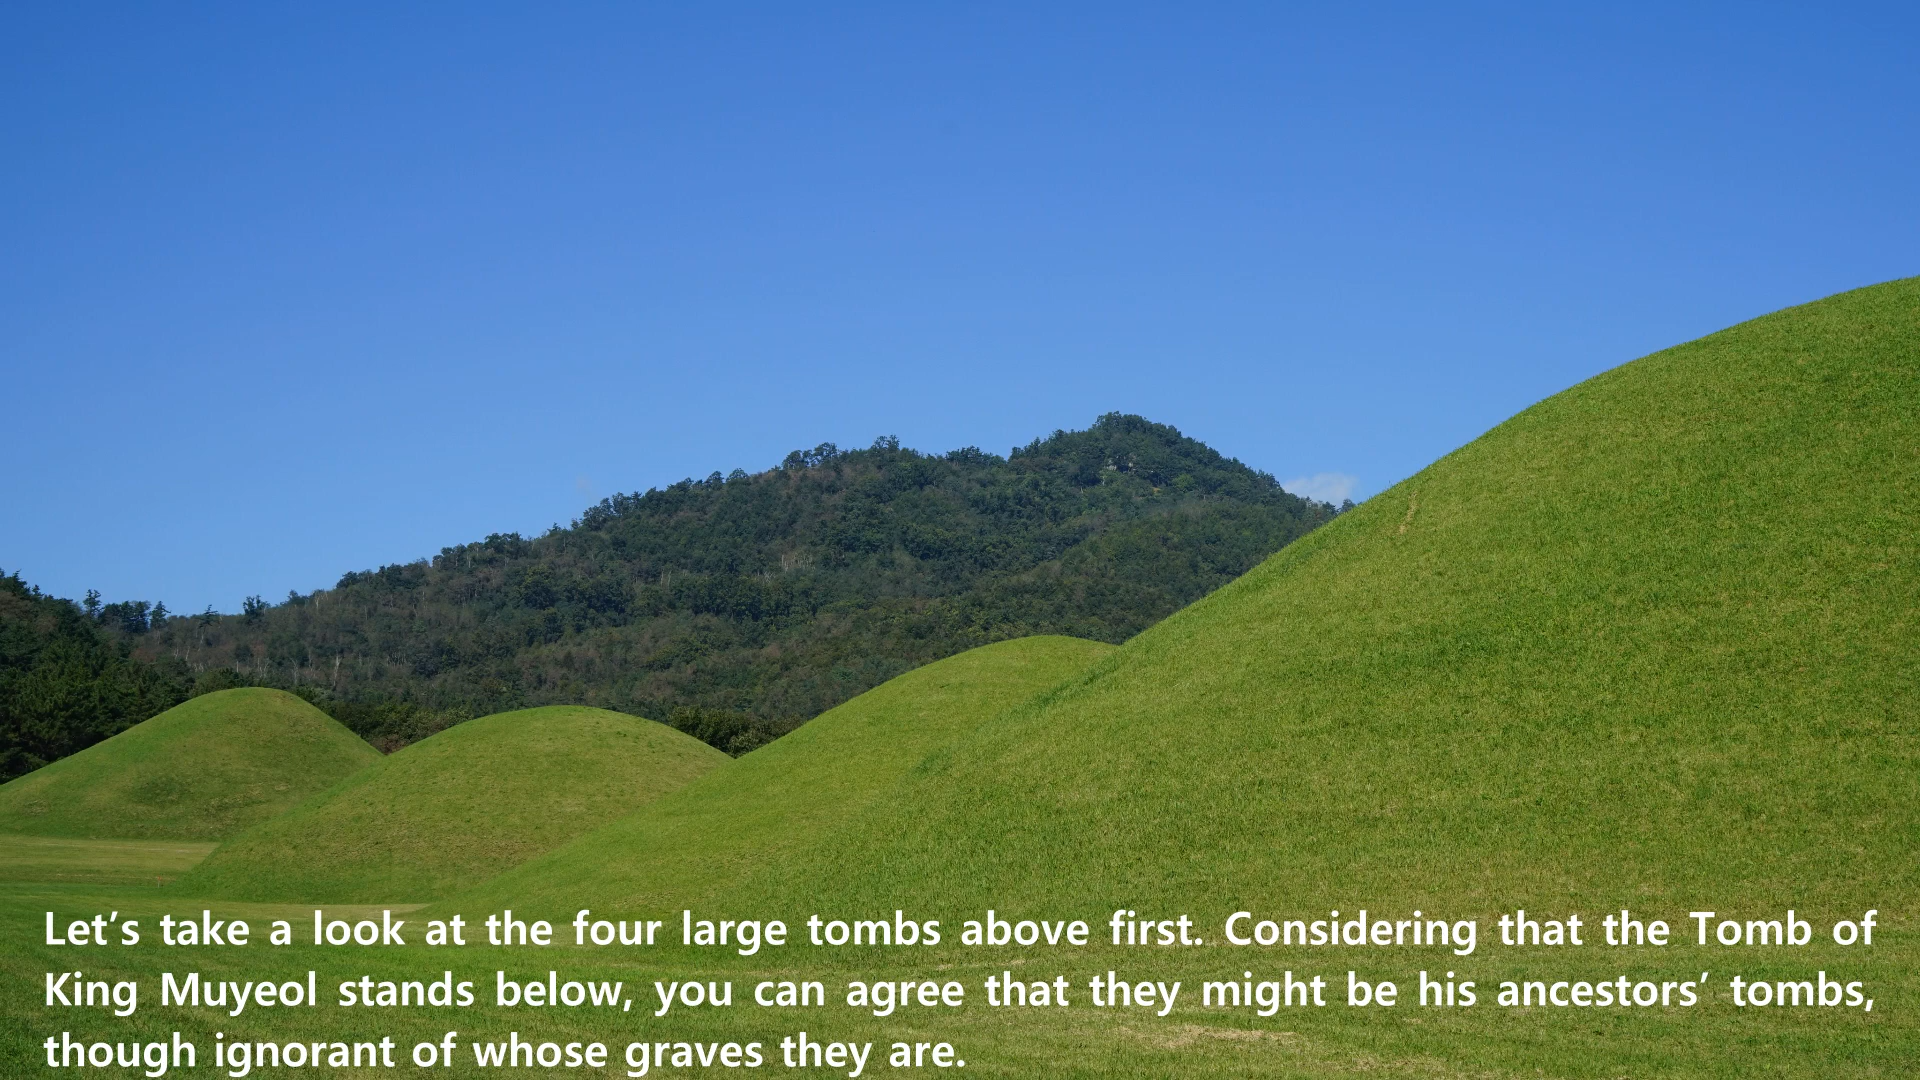 Let’s take a look at the four large tombs above first. Considering that the Tomb of
King Muyeol stands below, you can agree that they might be his ancestors’ tombs,
though ignorant of whose graves they are.